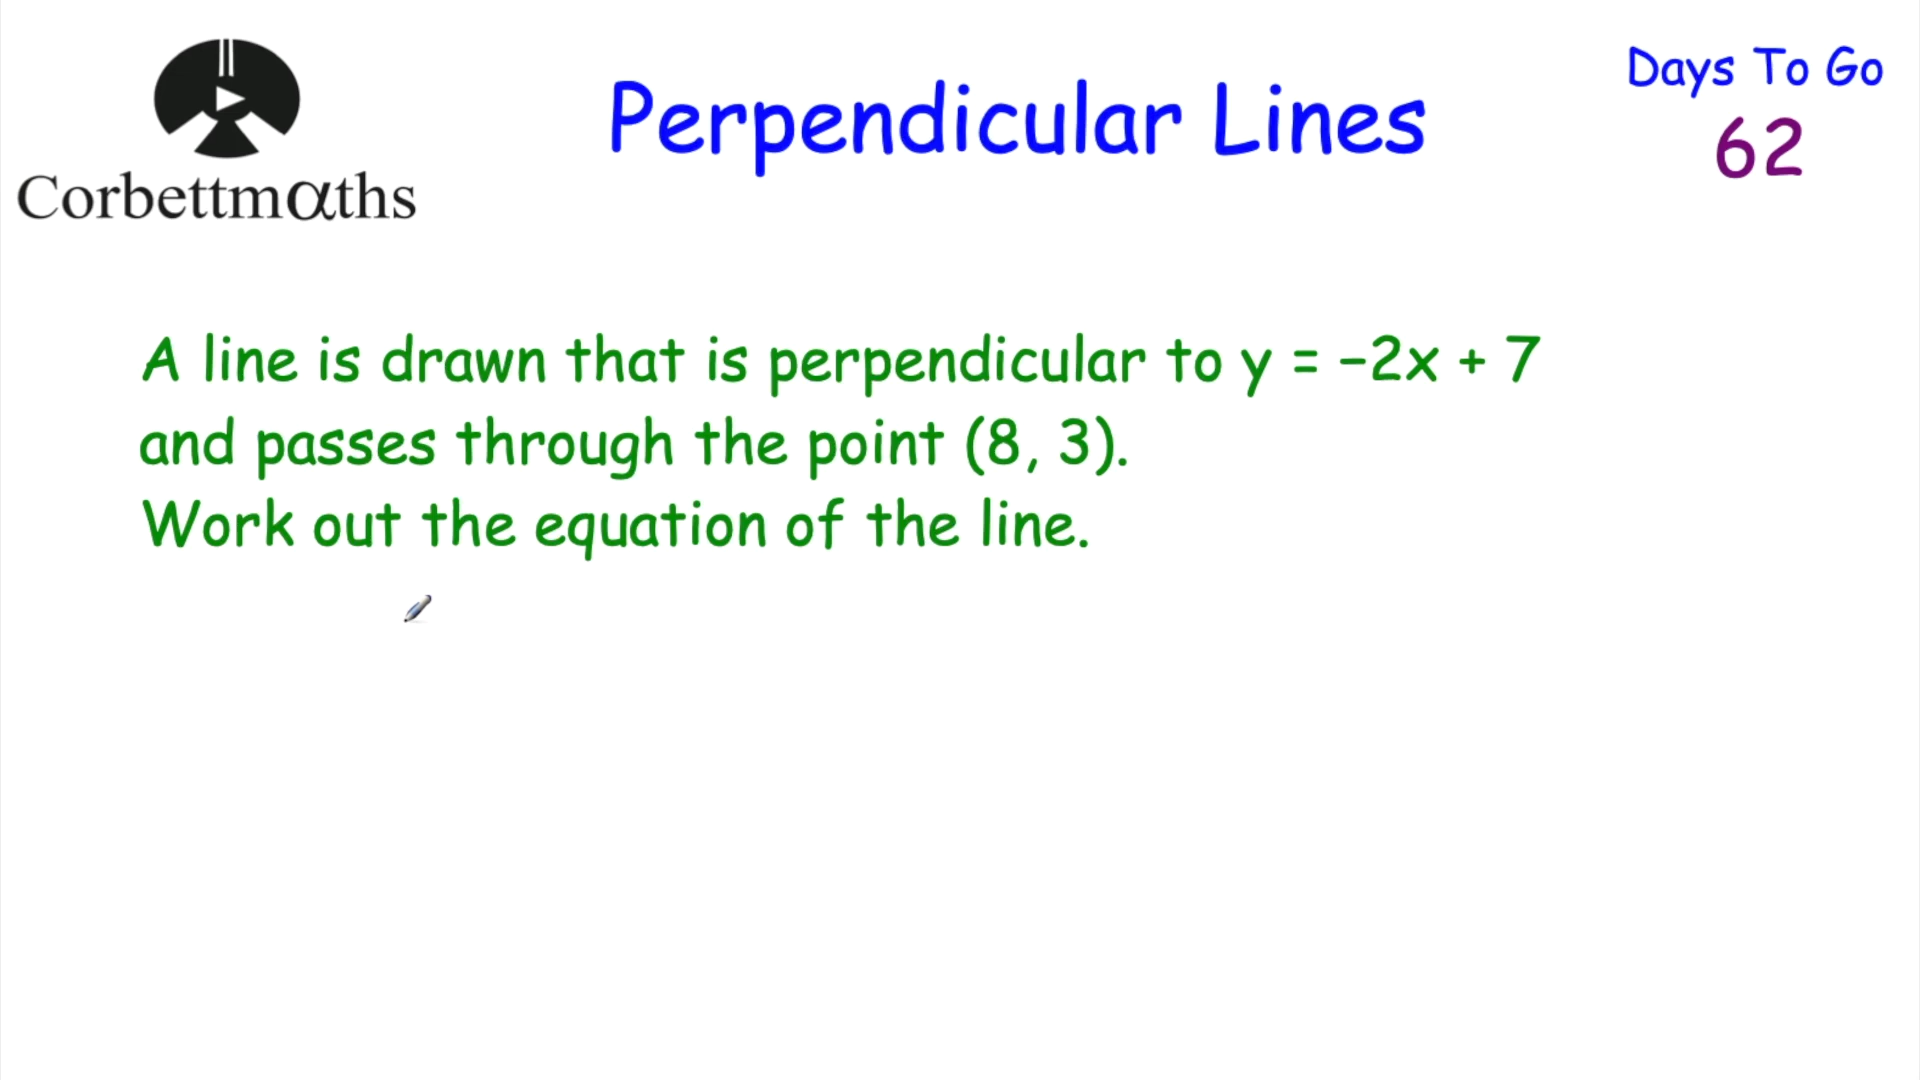 Corbettmαths
Perpendicular Lines
Days To Go
62
A line is drawn that is perpendicular to y = -2x + 7
and passes through the point (8, 3).
Work out the equation of the line.